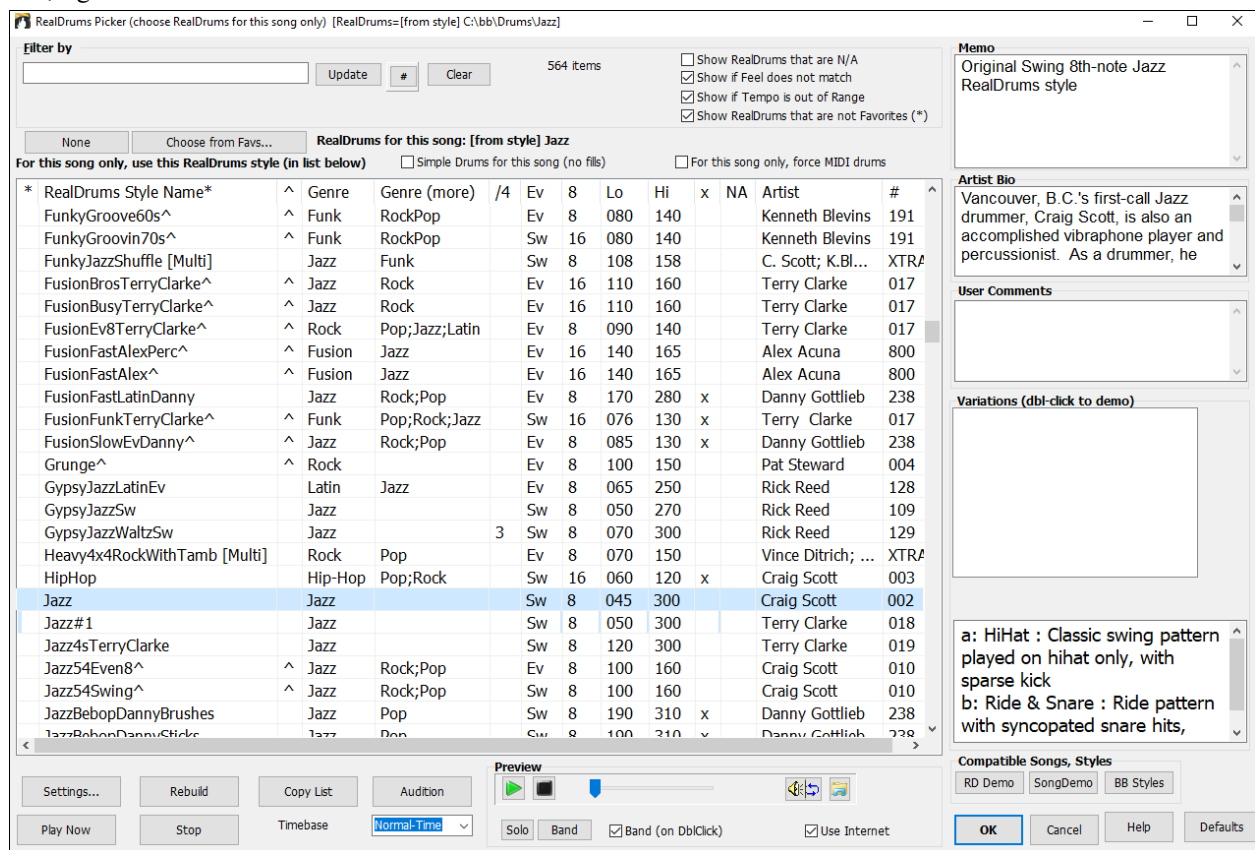 RealDrums Picker (choose RealDrums for this song only) [RealDrums=[from style] C:\bb\Drums\Jazz]
Filter by
Update # Clear 564 items
Show RealDrums that are N/A
Show if Feel does not match
Show if Tempo is out of Range
Show RealDrums that are not Favorites (*)
None Choose from Favs... RealDrums for this song: [from style] Jazz
For this song only, use this RealDrums style (in list below) Simple Drums for this song (no fills) For this song only, force MIDI drums
* RealDrums Style Name* ^ Genre Genre (more) /4 Ev 8 Lo Hi x NA Artist #
FunkyGroove60s^ ^ Funk RockPop Ev 8 080 140 Kenneth Blevins 191
FunkyGroovin70s^ ^ Funk RockPop Sw 16 080 140 Kenneth Blevins 191
FunkyJazzShuffle [Multi] Jazz Funk Sw 8 108 158 C. Scott; K.Bl... XTRA
FusionBrosTerryClarke^ ^ Jazz Rock Ev 16 110 160 Terry Clarke 017
FusionBusyTerryClarke^ ^ Jazz Rock Ev 16 110 160 Terry Clarke 017
FusionEv8TerryClarke^ ^ Rock Pop;Jazz;Latin Ev 8 090 140 Terry Clarke 017
FusionFastAlexPerc^ ^ Fusion Jazz Ev 16 140 165 Alex Acuna 800
FusionFastAlex^ ^ Fusion Jazz Ev 16 140 165 Alex Acuna 800
FusionFastLatinDanny Jazz Rock;Pop Ev 8 170 280 x Danny Gottlieb 238
FusionFunkTerryClarke^ ^ Funk Pop;Rock;Jazz Sw 16 076 130 x Terry Clarke 017
FusionSlowEvDanny^ ^ Jazz Rock;Pop Ev 8 085 130 x Danny Gottlieb 238
Grunge^ ^ Rock Ev 8 100 150 Pat Steward 004
GypsyJazzLatinEv Latin Jazz Ev 8 065 250 Rick Reed 128
GypsyJazzSw Jazz Sw 8 050 270 Rick Reed 109
GypsyJazzWaltzSw Jazz 3 Sw 8 070 300 Rick Reed 129
Heavy4x4RockWithTamb [Multi] Rock Pop Ev 8 070 150 Vince Ditrich; ... XTRA
HipHop Hip-Hop Pop;Rock Sw 16 060 120 x Craig Scott 003
Jazz Jazz Sw 8 045 300 Craig Scott 002
Jazz#1 Jazz Sw 8 050 300 Terry Clarke 018
Jazz4sTerryClarke Jazz Sw 8 120 300 Terry Clarke 019
Jazz54Even8^ ^ Jazz Rock;Pop Ev 8 100 160 Craig Scott 010
Jazz54Swing^ ^ Jazz Rock;Pop Sw 8 100 160 Craig Scott 010
JazzBebopDannyBrushes Jazz Pop Sw 8 190 310 x Danny Gottlieb 238
JazzBebopDannySticks Jazz Pop Sw 8 190 310 x Danny Gottlieb 238
Memo
Original Swing 8th-note Jazz
RealDrums style
Artist Bio
Vancouver, B.C.'s first-call Jazz
drummer, Craig Scott, is also an
accomplished vibraphone player and
percussionist. As a drummer, he
User Comments
Variations (dbl-click to demo)
a: HiHat : Classic swing pattern
played on hihat only, with
sparse kick
b: Ride & Snare : Ride pattern
with syncopated snare hits,
Compatible Songs, Styles
RD Demo SongDemo BB Styles
OK Cancel Help Defaults
Settings... Rebuild Copy List Audition
Play Now Stop Timebase Normal-Time
Preview
Solo Band Band (on DblClick) Use Internet